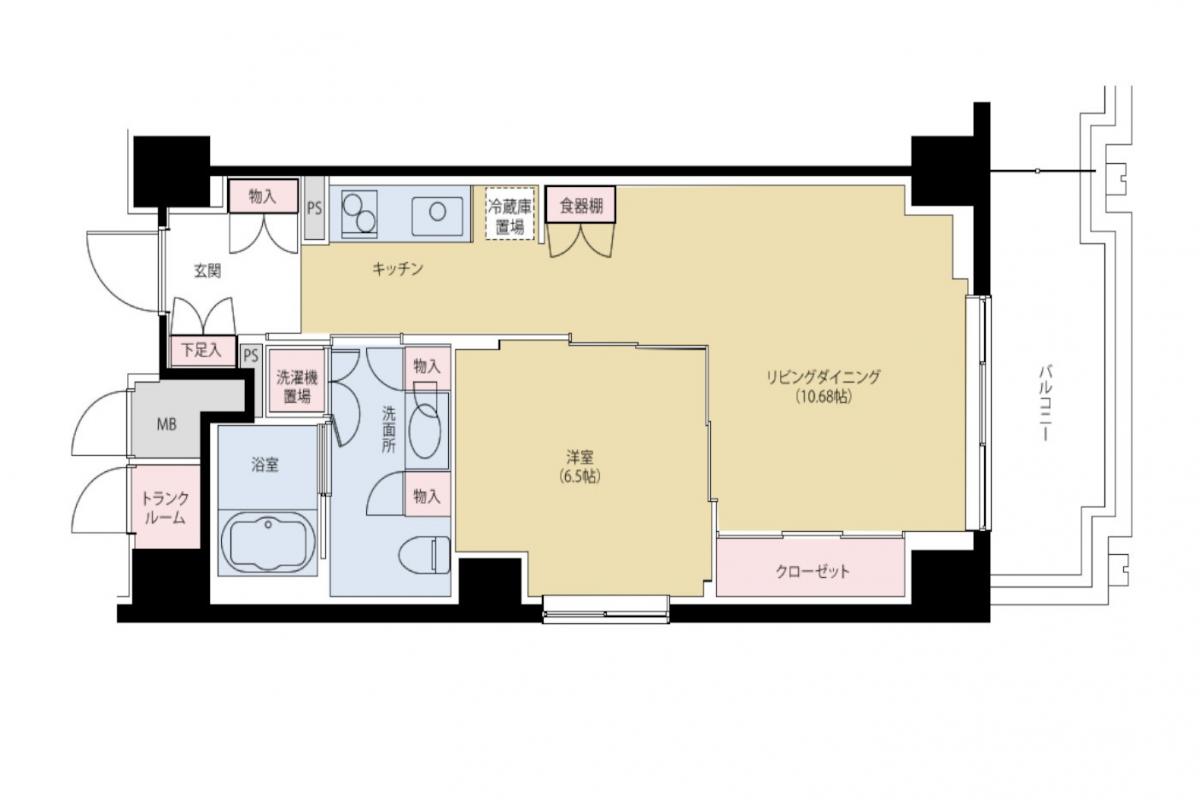 物入
PS
冷蔵庫
置場
食器棚
玄関
キッチン
下足入
PS
洗濯機
置場
物入
MB
洗面所
浴室
物入
トランク
ルーム
洋室
(6.5帖)
リビングダイニング
(10.68帖)
バルコニー
クローゼット